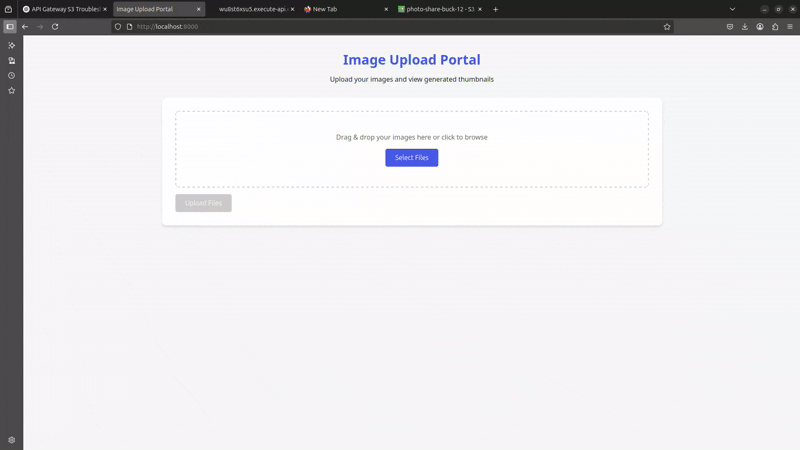 API Gateway S3 Troubles
Image Upload Portal
wu8st6xsu5.execute-api.
New Tab
photo-share-buck-12 - S3
http://localhost:8000
Image Upload Portal
Upload your images and view generated thumbnails
Drag & drop your images here or click to browse
Select Files
Upload Files